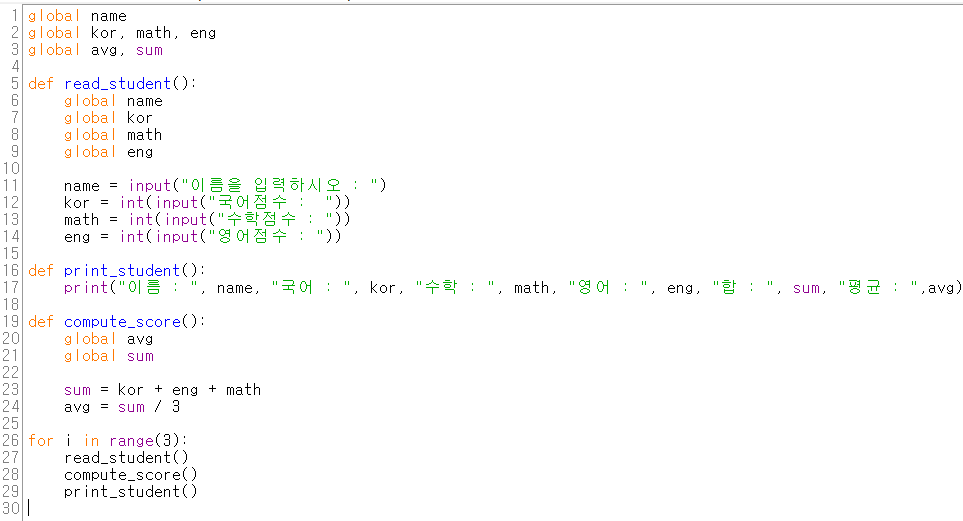 1 global name
2 global kor, math, eng
3 global avg, sum
4
5 def read_student():
6     global name
7     global kor
8     global math
9     global eng
10
11     name = input("이름을 입력하시오 : ")
12     kor = int(input("국어점수 :  "))
13     math = int(input("수학점수 : "))
14     eng = int(input("영어점수 : "))
15
16 def print_student():
17     print("이름 : ", name, "국어 : ", kor, "수학 : ", math, "영어 : ", eng, "합 : ", sum, "평균 : ",avg)
18
19 def compute_score():
20     global avg
21     global sum
22
23     sum = kor + eng + math
24     avg = sum / 3
25
26 for i in range(3):
27     read_student()
28     compute_score()
29     print_student()
30